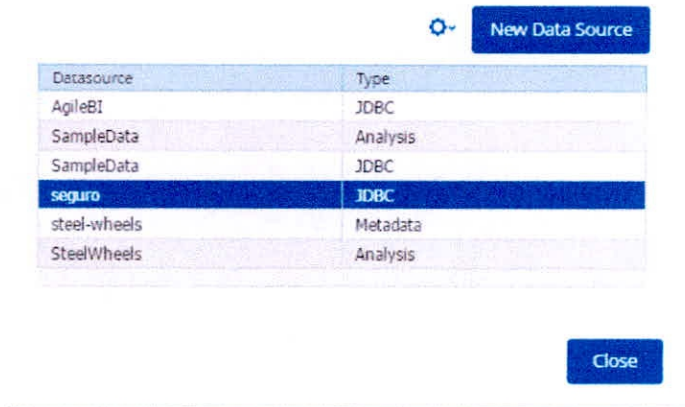 New Data Source
Datasource Type
AgileBI JDBC
SampleData Analysis
SampleData JDBC
seguro JDBC
steel-wheels Metadata
SteelWheels Analysis
Close